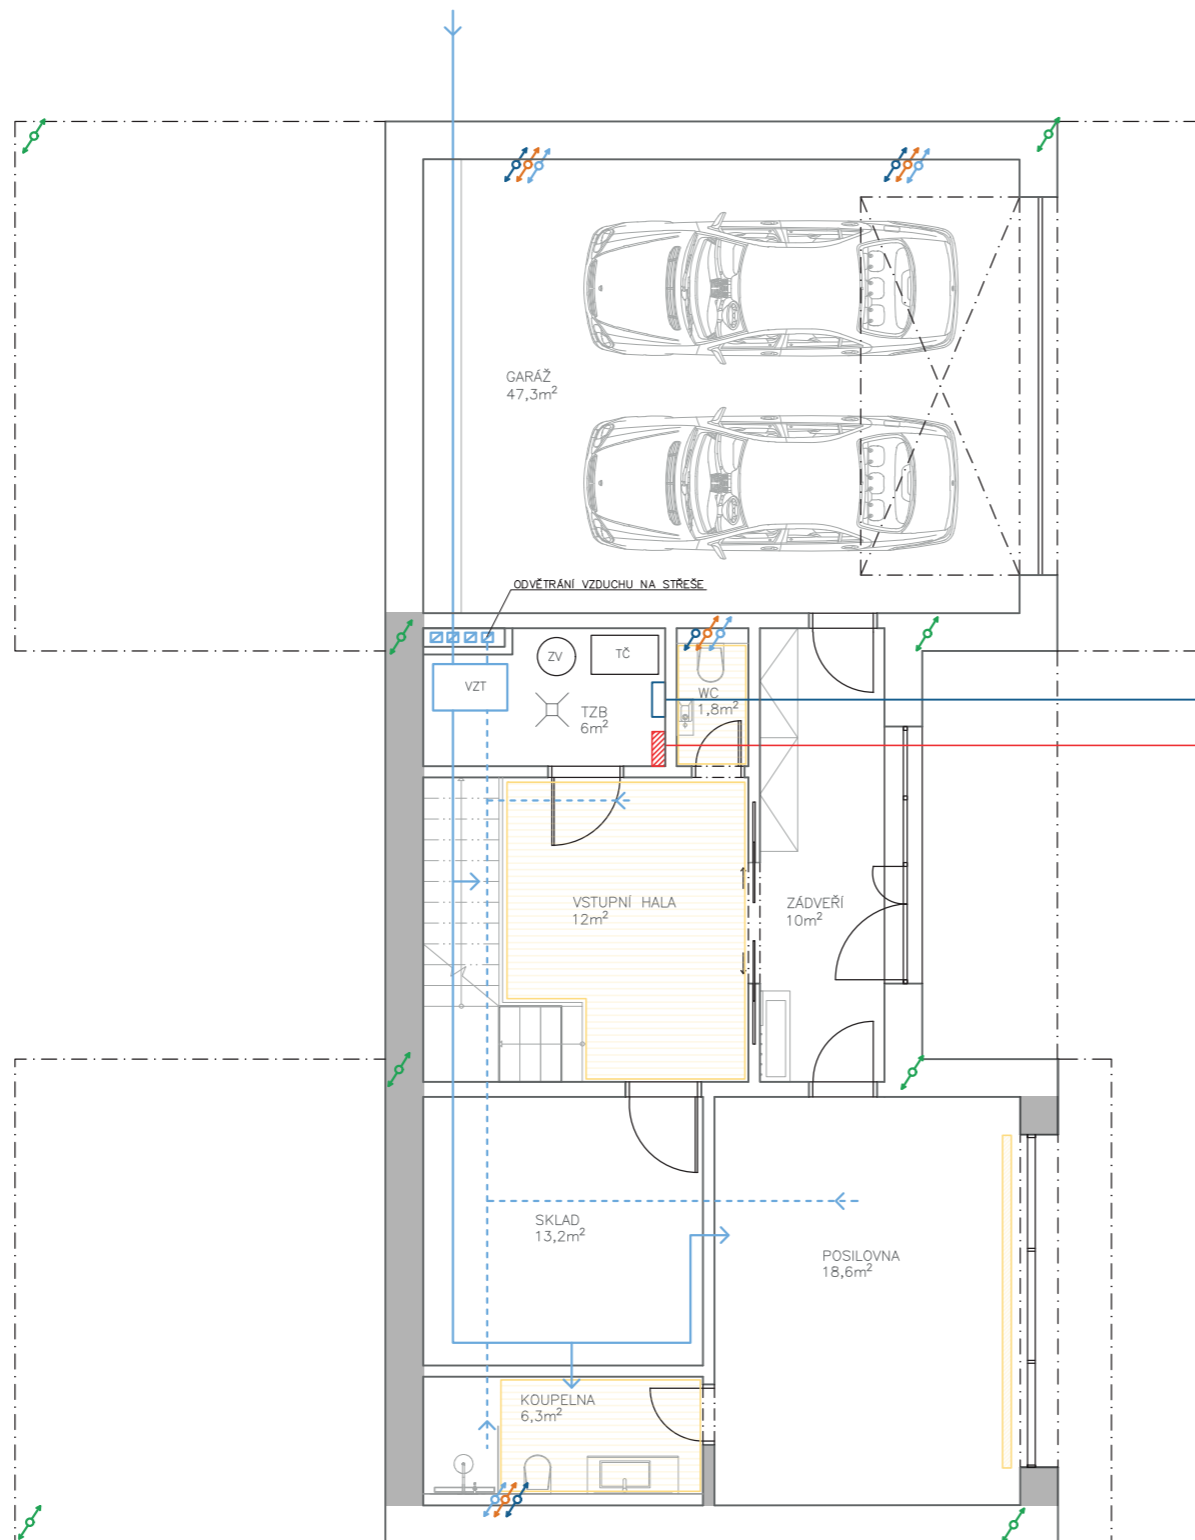 GARÁŽ
47,3m²
ODVĚTRÁNÍ VZDUCHU NA STŘEŠE
ZV
TČ
VZT
TZB
6m²
WC
1,8m²
VSTUPNÍ HALA
12m²
ZÁDVEŘÍ
10m²
SKLAD
13,2m²
POSILOVNA
18,6m²
KOUPELNA
6,3m²